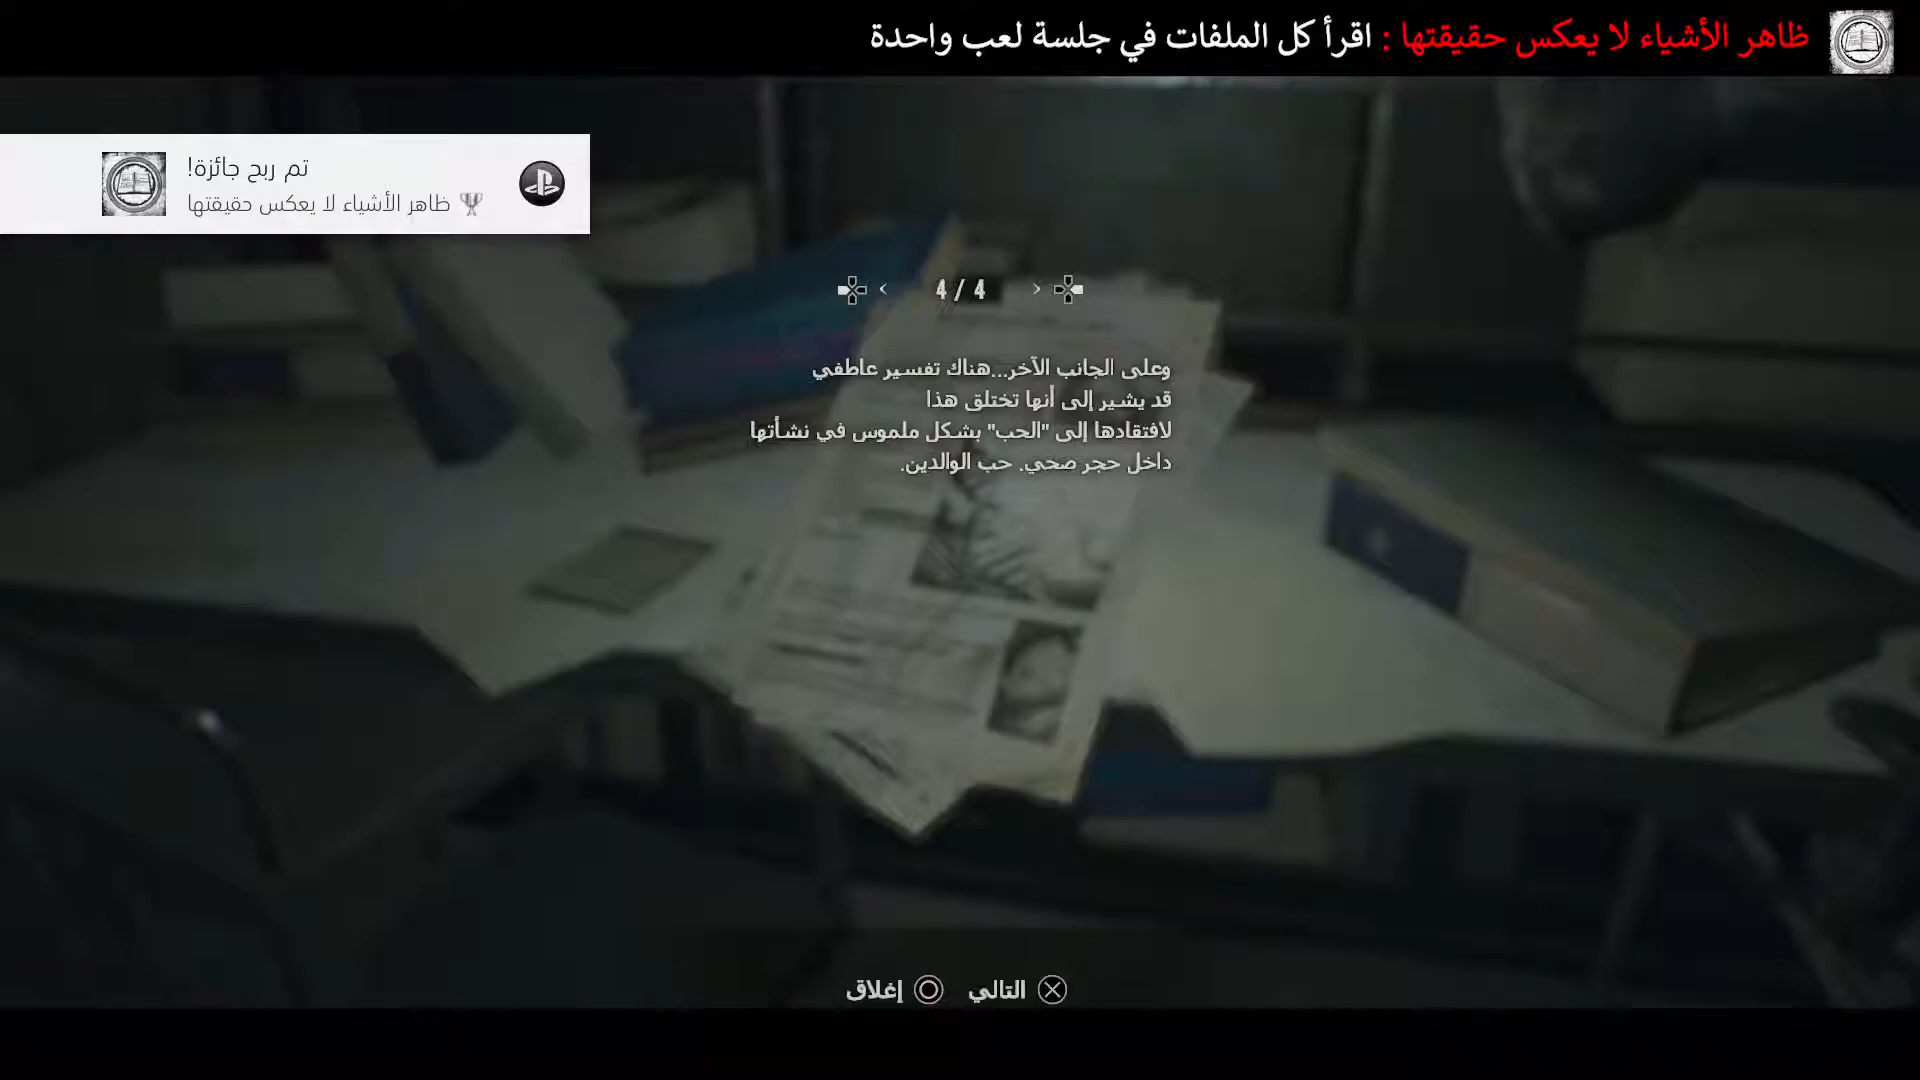 ظاهر الأشياء لا يعكس حقيقتها : اقرأ كل الملفات في جلسة لعب واحدة
تم ربح جائزة!
ظاهر الأشياء لا يعكس حقيقتها
4 / 4
وعلى الجانب الآخر...هناك تفسير عاطفي
قد يشير إلى أنها تختلق هذا
لافتقادها إلى "الحب" بشكل ملموس في نشأتها
داخل حجر صحي. حب الوالدين.
التالي إغلاق